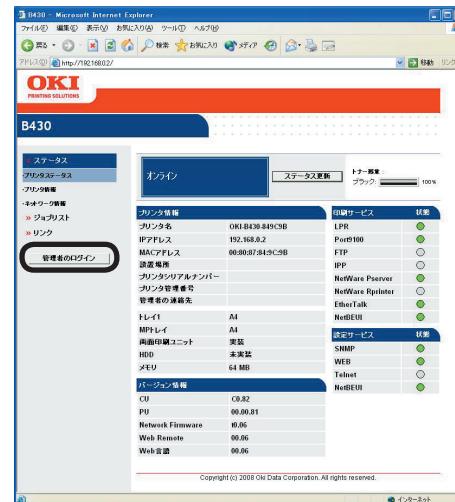 B430 - Microsoft Internet Explorer
ファイル(F) 編集(E) 表示(V) お気に入り(A) ツール(T) ヘルプ(H)
戻る 検索 お気に入り メディア
アドレス(D) http://192.168.0.2/ 移動 リンク
OKI
PRINTING SOLUTIONS
B430
ステータス
・プリンタステータス
・プリンタ情報
・ネットワーク情報
» ジョブリスト
» リンク
管理者のログイン
オンライン ステータス更新 トナー残量:
ブラック: 100%
プリンタ情報
プリンタ名 OKI-B430-849C9B
IPアドレス 192.168.0.2
MACアドレス 00:80:87:84:9C:9B
設置場所
プリンタシリアルナンバー
プリンタ管理番号
管理者の連絡先
トレイ1 A4
MPトレイ A4
両面印刷ユニット 実装
HDD 未実装
メモリ 64 MB
バージョン情報
CU C0.82
PU 00.00.81
Network Firmware t0.06
Web Remote 00.06
Web言語 00.06
印刷サービス 状態
LPR
Port9100
FTP
IPP
NetWare Pserver
NetWare Rprinter
EtherTalk
NetBEUI
設定サービス 状態
SNMP
WEB
Telnet
NetBEUI
Copyright (c) 2008 Oki Data Corporation. All rights reserved.
インターネット